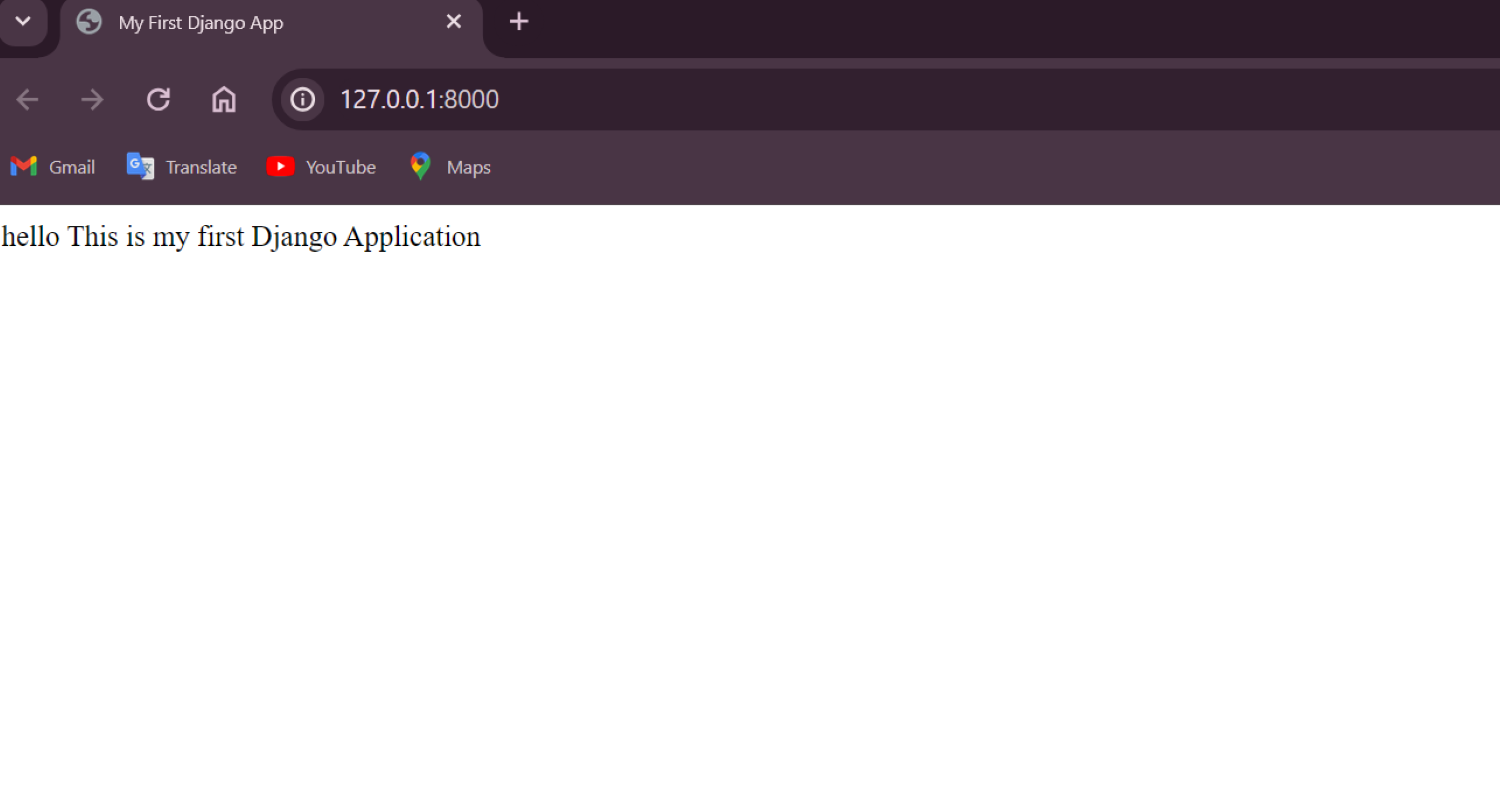 My First Django App
127.0.0.1:8000
Gmail Translate YouTube Maps
hello This is my first Django Application